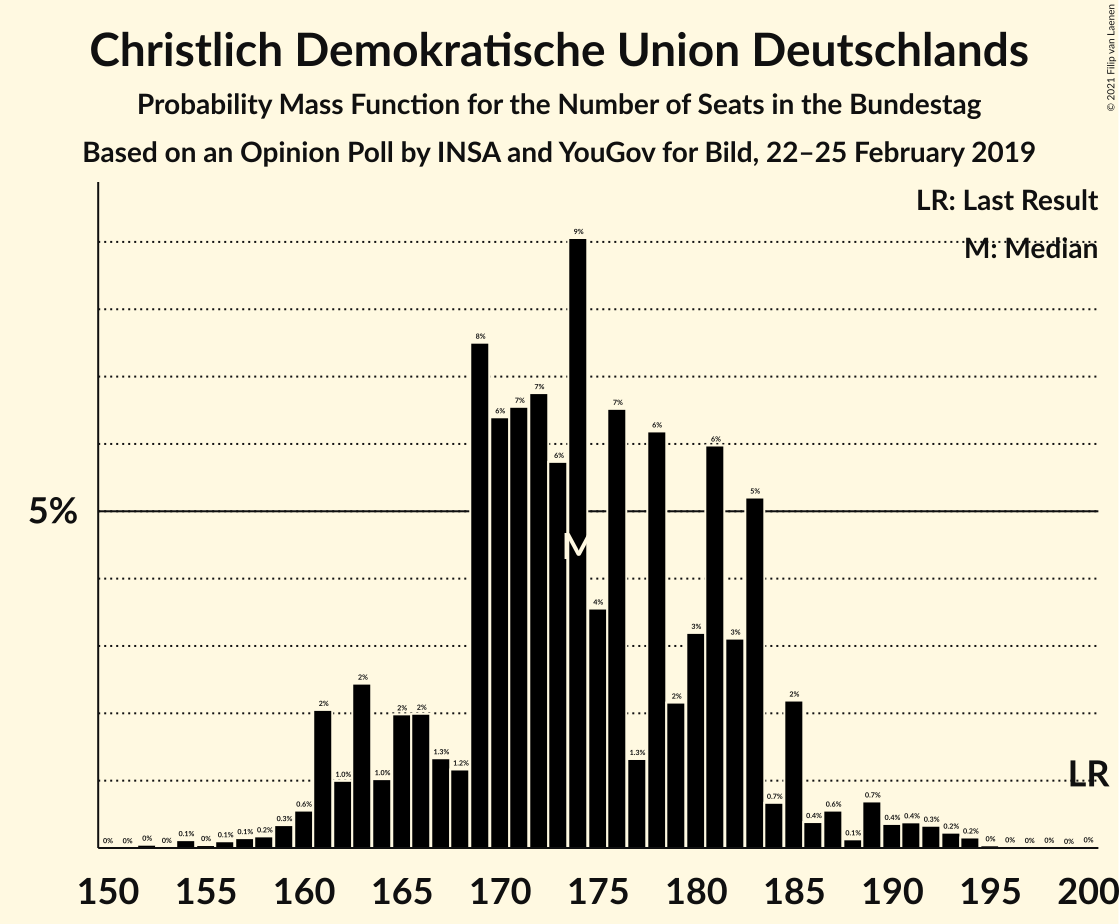 Christlich Demokratische Union Deutschlands
Probability Mass Function for the Number of Seats in the Bundestag
Based on an Opinion Poll by INSA and YouGov for Bild, 22–25 February 2019
© 2021 Filip van Laenen
LR: Last Result
M: Median
5%
0% 0% 0% 0% 0.1% 0% 0.1% 0.1% 0.2% 0.3% 0.6% 2% 1.0% 2% 1.0% 2% 2% 1.3% 1.2% 8% 6% 7% 7% 6% 9% 4% 7% 1.3% 6% 2% 3% 6% 3% 5% 0.7% 2% 0.4% 0.6% 0.1% 0.7% 0.4% 0.4% 0.3% 0.2% 0.2% 0% 0% 0% 0% 0% 0%
M
LR
150 155 160 165 170 175 180 185 190 195 200